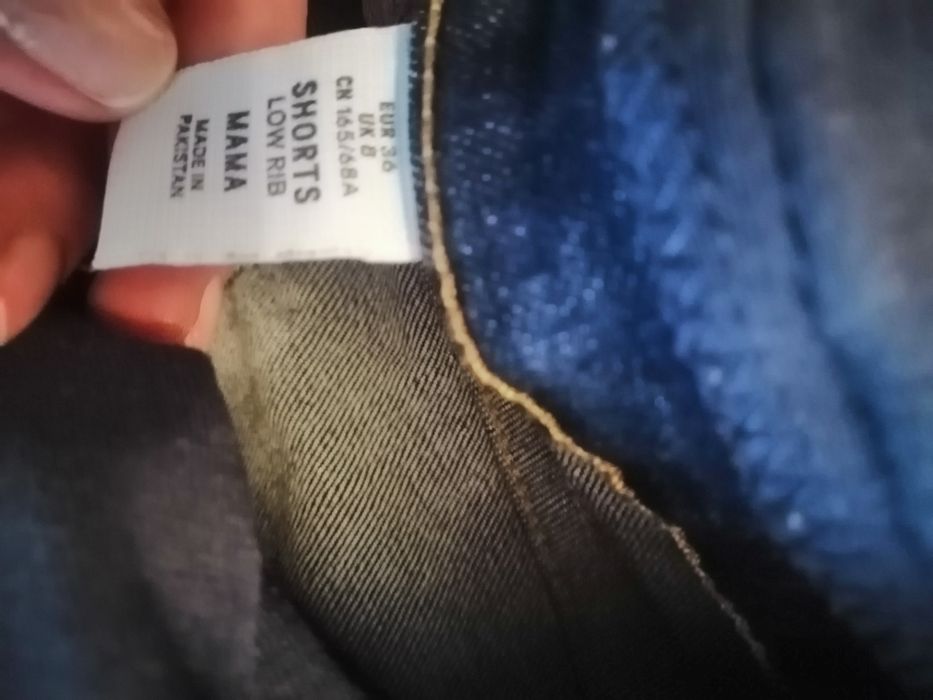 EUR 36
UK 8
CN 165/68A
SHORTS
LOW RIB
MAMA
MADE IN
PAKISTAN